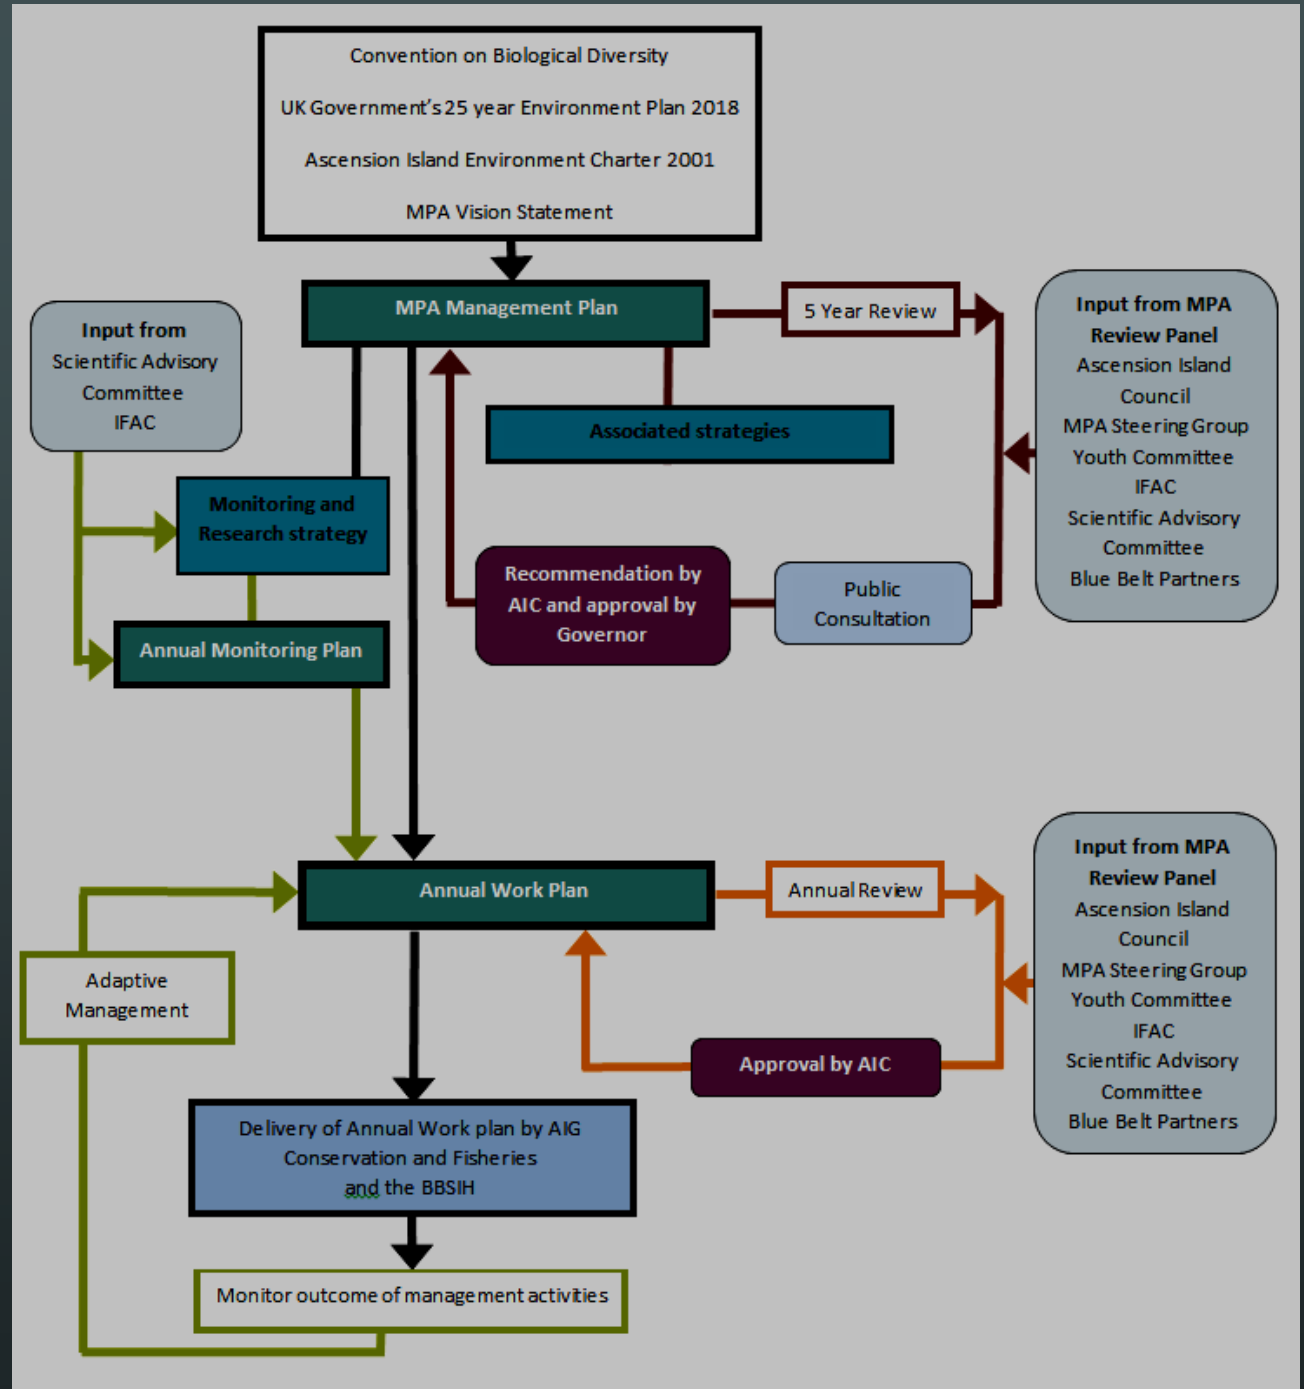 Convention on Biological Diversity
UK Government's 25 year Environment Plan 2018
Ascension Island Environment Charter 2001
MPA Vision Statement
MPA Management Plan
5 Year Review
Input from MPA
Review Panel
Ascension Island
Council
MPA Steering Group
Youth Committee
IFAC
Scientific Advisory
Committee
Blue Belt Partners
Input from
Scientific Advisory
Committee
IFAC
Associated strategies
Monitoring and
Research strategy
Recommendation by
AIC and approval by
Governor
Public
Consultation
Annual Monitoring Plan
Annual Work Plan
Annual Review
Input from MPA
Review Panel
Ascension Island
Council
MPA Steering Group
Youth Committee
IFAC
Scientific Advisory
Committee
Blue Belt Partners
Adaptive
Management
Approval by AIC
Delivery of Annual Work plan by AIG
Conservation and Fisheries
and the BBSIH
Monitor outcome of management activities